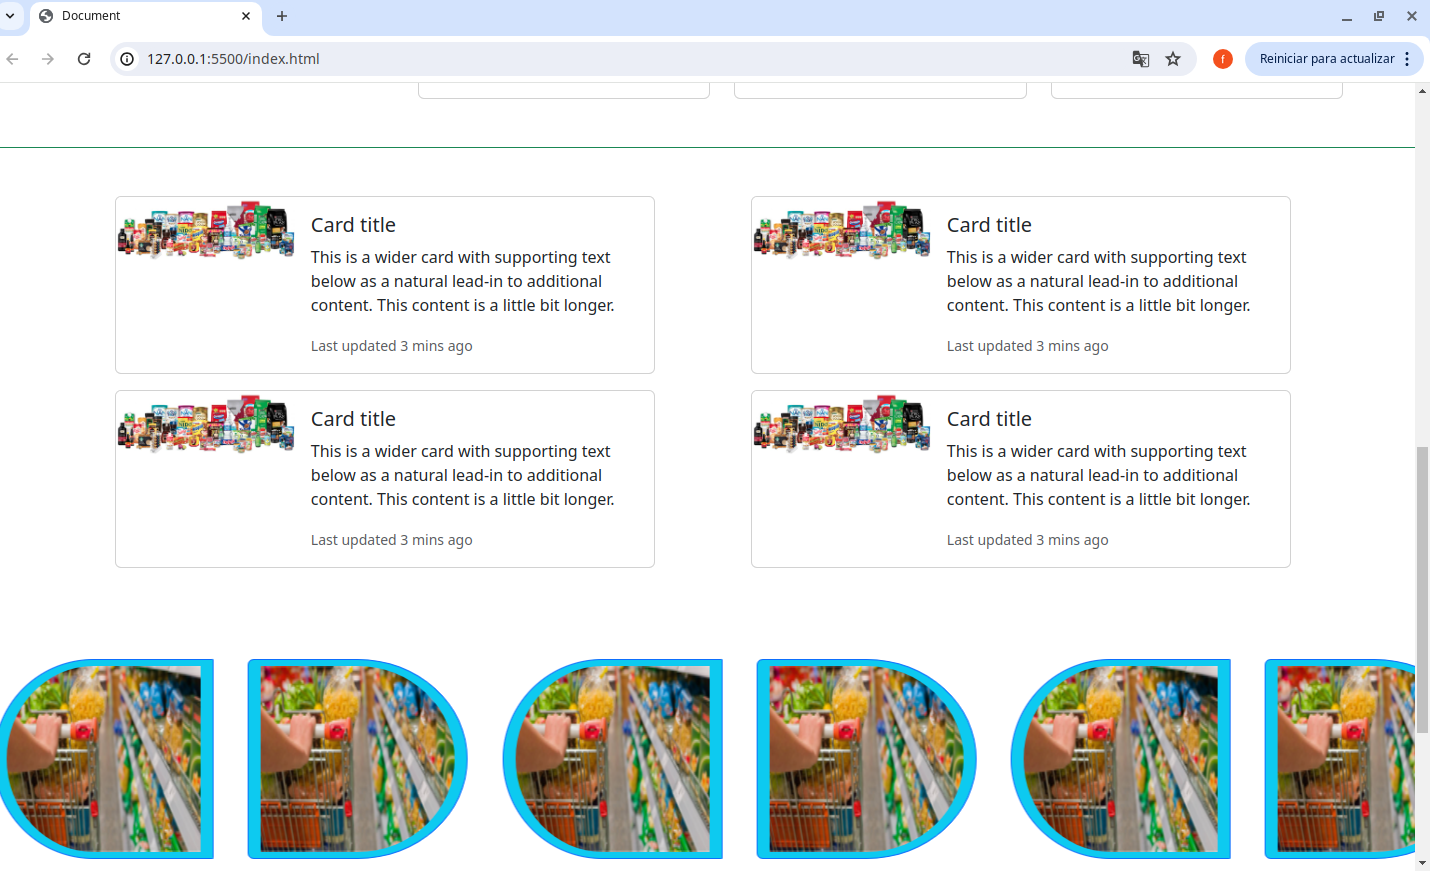 Document
127.0.0.1:5500/index.html
f
Reiniciar para actualizar
Card title
This is a wider card with supporting text
below as a natural lead-in to additional
content. This content is a little bit longer.
Last updated 3 mins ago
Card title
This is a wider card with supporting text
below as a natural lead-in to additional
content. This content is a little bit longer.
Last updated 3 mins ago
Card title
This is a wider card with supporting text
below as a natural lead-in to additional
content. This content is a little bit longer.
Last updated 3 mins ago
Card title
This is a wider card with supporting text
below as a natural lead-in to additional
content. This content is a little bit longer.
Last updated 3 mins ago